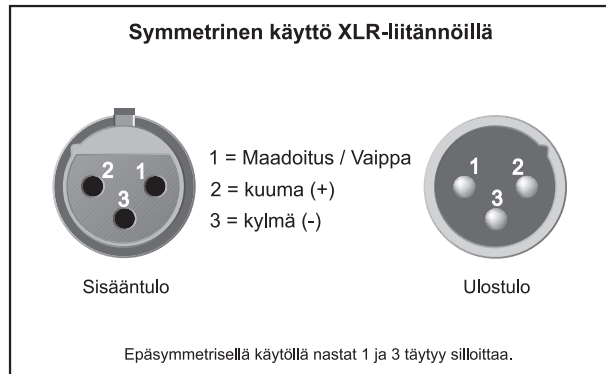 Symmetrinen käyttö XLR-liitännöillä
2 1
3
1 = Maadoitus / Vaippa
2 = kuuma (+)
3 = kylmä (-)
1 2
3
Sisääntulo
Ulostulo
Epäsymmetrisellä käytöllä nastat 1 ja 3 täytyy silloittaa.